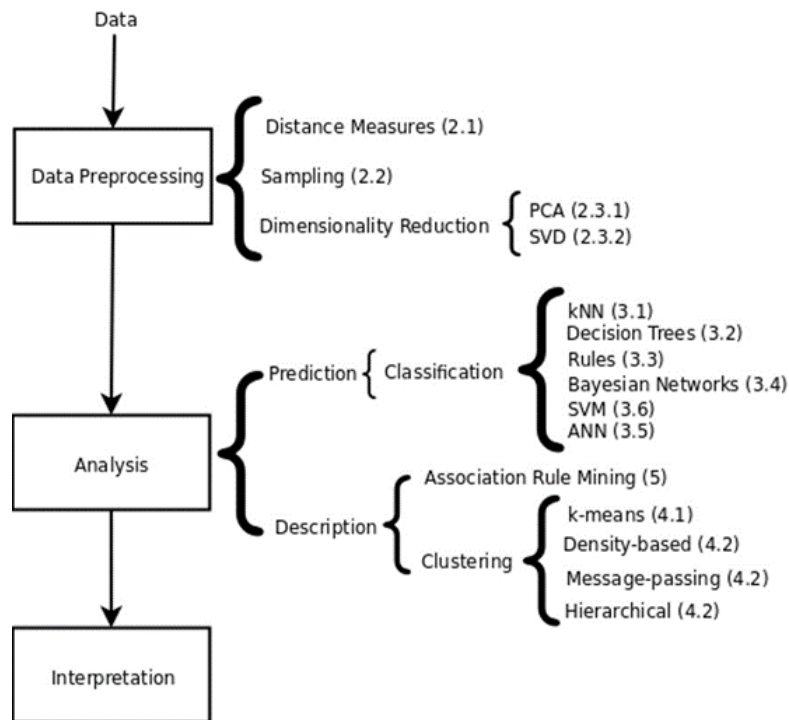 Data
Data Preprocessing
Distance Measures (2.1)
Sampling (2.2)
Dimensionality Reduction
PCA (2.3.1)
SVD (2.3.2)
Analysis
Prediction
Classification
kNN (3.1)
Decision Trees (3.2)
Rules (3.3)
Bayesian Networks (3.4)
SVM (3.6)
ANN (3.5)
Description
Association Rule Mining (5)
Clustering
k-means (4.1)
Density-based (4.2)
Message-passing (4.2)
Hierarchical (4.2)
Interpretation